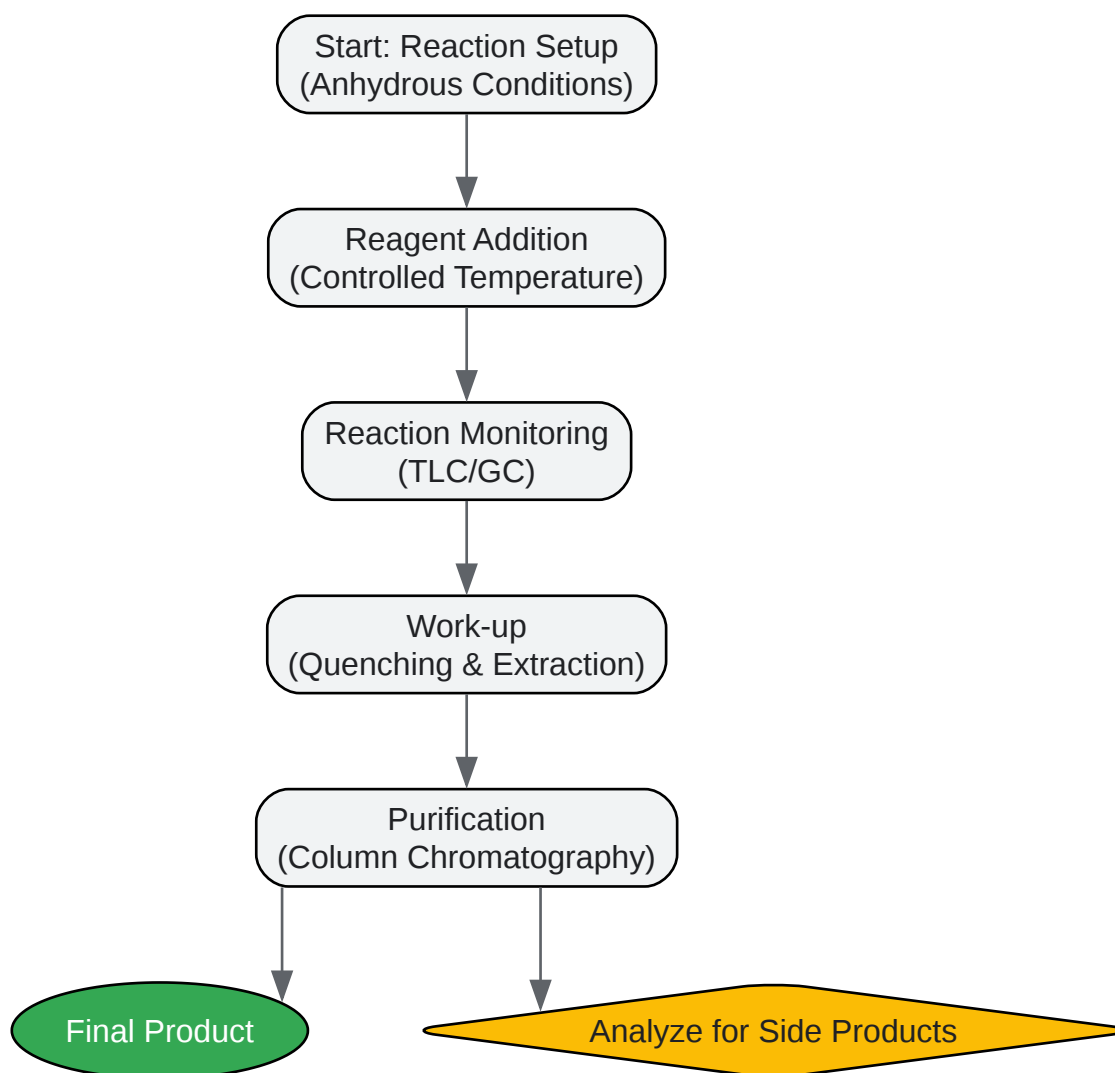 Start: Reaction Setup
(Anhydrous Conditions)
Reagent Addition
(Controlled Temperature)
Reaction Monitoring
(TLC/GC)
Work-up
(Quenching & Extraction)
Purification
(Column Chromatography)
Final Product
Analyze for Side Products